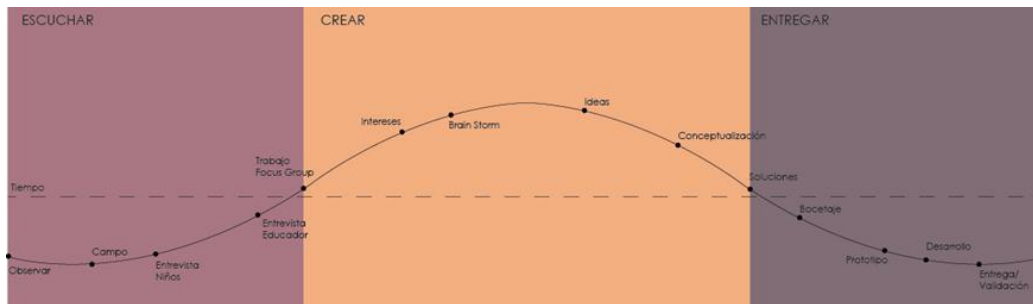 ESCUCHAR
CREAR
ENTREGAR
Tiempo
Observar
Campo
Entrevista
Niños
Entrevista
Educador
Trabajo
Focus Group
Intereses
Brain Storm
Ideas
Conceptualización
Soluciones
Bocetaje
Prototipo
Desarrollo
Entrega/
Validación